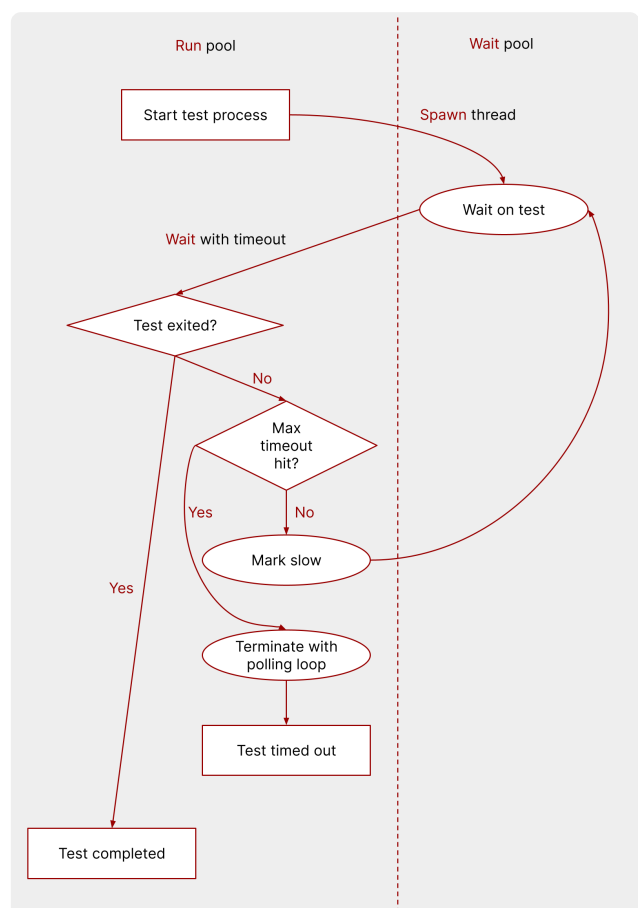 Run pool
Wait pool
Start test process
Spawn thread
Wait on test
Wait with timeout
Test exited?
No
Max
timeout
hit?
Yes
No
Mark slow
Yes
Terminate with
polling loop
Test timed out
Test completed